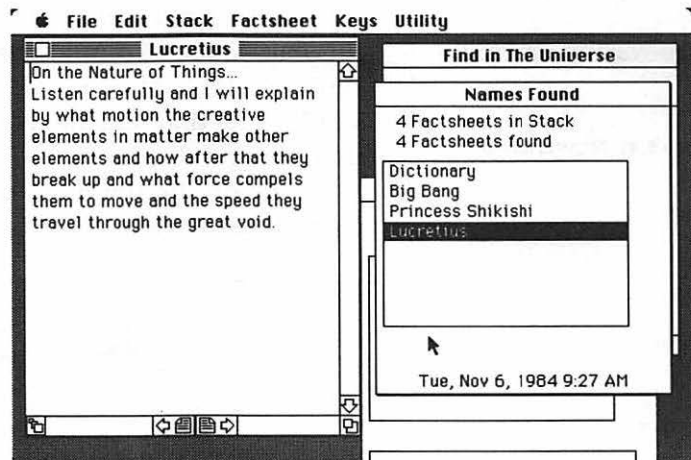 File Edit Stack Factsheet Keys Utility
Lucretius
On the Nature of Things...
Listen carefully and I will explain
by what motion the creative
elements in matter make other
elements and how after that they
break up and what force compels
them to move and the speed they
travel through the great void.
Find in The Universe
Names Found
4 Factsheets in Stack
4 Factsheets found
Dictionary
Big Bang
Princess Shikishi
Lucretius
Tue, Nov 6, 1984 9:27 AM